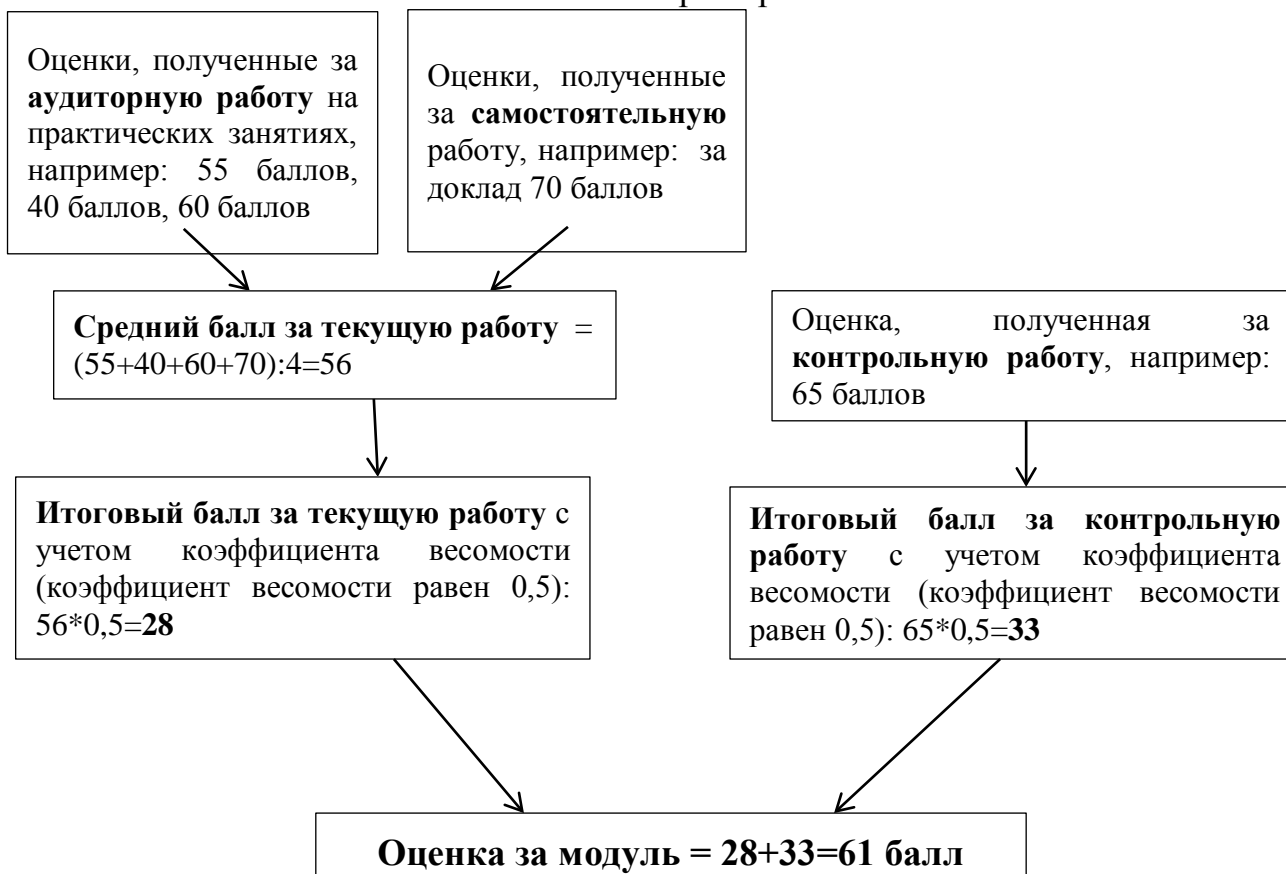 Оценки, полученные за
аудиторную работу на
практических занятиях,
например: 55 баллов,
40 баллов, 60 баллов
Оценки, полученные
за самостоятельную
работу, например: за
доклад 70 баллов
Средний балл за текущую работу =
(55+40+60+70):4=56
Оценка, полученная за
контрольную работу, например:
65 баллов
Итоговый балл за текущую работу с
учетом коэффициента весомости
(коэффициент весомости равен 0,5):
56*0,5=28
Итоговый балл за контрольную
работу с учетом коэффициента
весомости (коэффициент весомости
равен 0,5): 65*0,5=33
Оценка за модуль = 28+33=61 балл